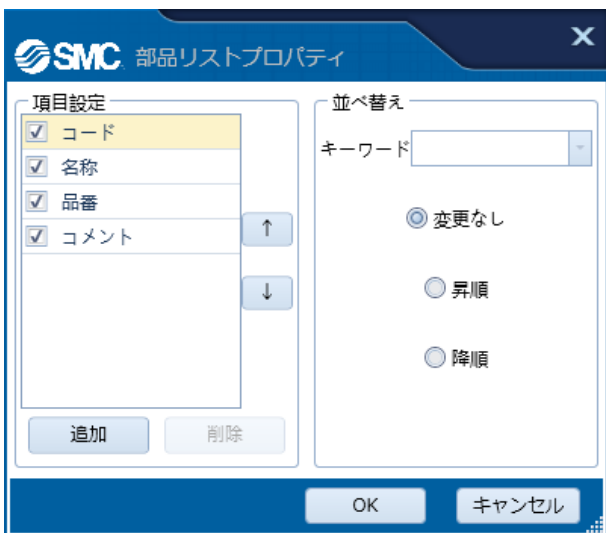 SMC 部品リストプロパティ
項目設定
コード
名称
品番
コメント
↑
↓
追加
削除
並べ替え
キーワード
変更なし
昇順
降順
OK
キャンセル